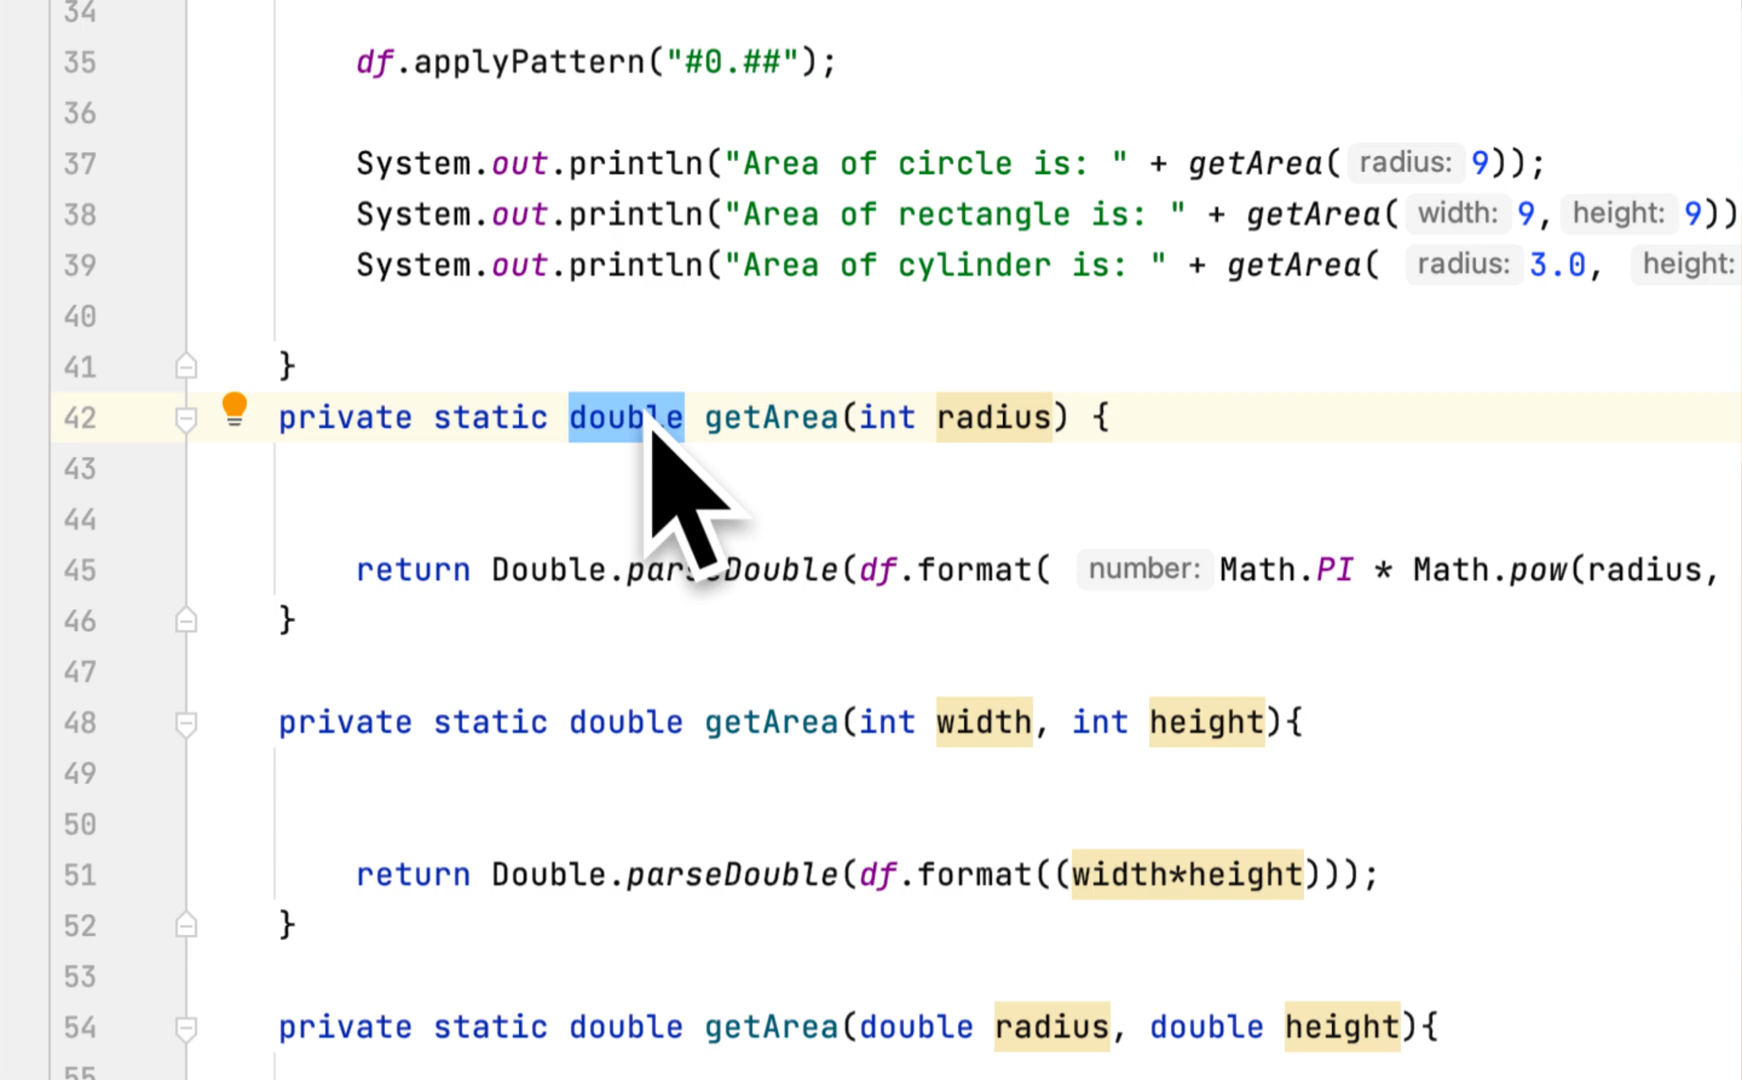 34
35 df.applyPattern("#0.##");
36
37 System.out.println("Area of circle is: " + getArea( radius: 9));
38 System.out.println("Area of rectangle is: " + getArea( width: 9, height: 9))
39 System.out.println("Area of cylinder is: " + getArea( radius: 3.0, height:
40
41 }
42 private static double getArea(int radius) {
43
44
45 return Double.parseDouble(df.format( number: Math.PI * Math.pow(radius,
46 }
47
48 private static double getArea(int width, int height){
49
50
51 return Double.parseDouble(df.format((width*height)));
52 }
53
54 private static double getArea(double radius, double height){
55